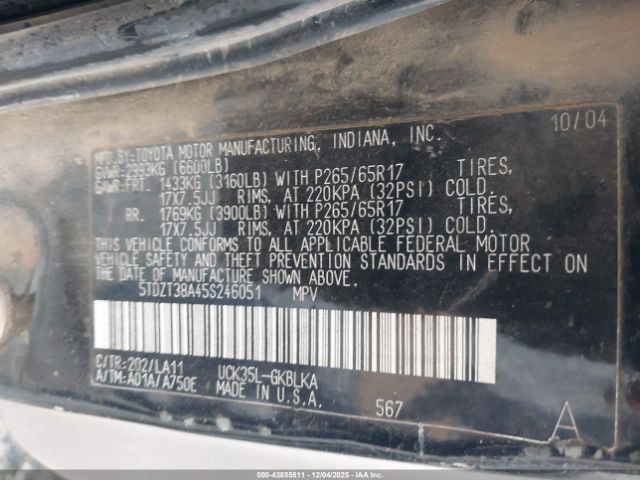 10/04
MFT.BY:TOYOTA MOTOR MANUFACTURING, INDIANA, INC.
GVWR:2993KG (6600LB)
GAWR:FRT. 1433KG (3160LB) WITH P265/65R17 TIRES,
17X7.5JJ RIMS, AT 220KPA (32PSI) COLD.
RR. 1769KG (3900LB) WITH P265/65R17 TIRES,
17X7.5JJ RIMS, AT 220KPA (32PSI) COLD.
THIS VEHICLE CONFORMS TO ALL APPLICABLE FEDERAL MOTOR
VEHICLE SAFETY AND THEFT PREVENTION STANDARDS IN EFFECT ON
THE DATE OF MANUFACTURE SHOWN ABOVE.
5TDZT38A45S246051 MPV
C/TR:202/LA11 UCK35L-GKBLKA
A/TM:A01A/A750E MADE IN U.S.A.
567 A
000-43855811 - 12/04/2025 - IAA, Inc.